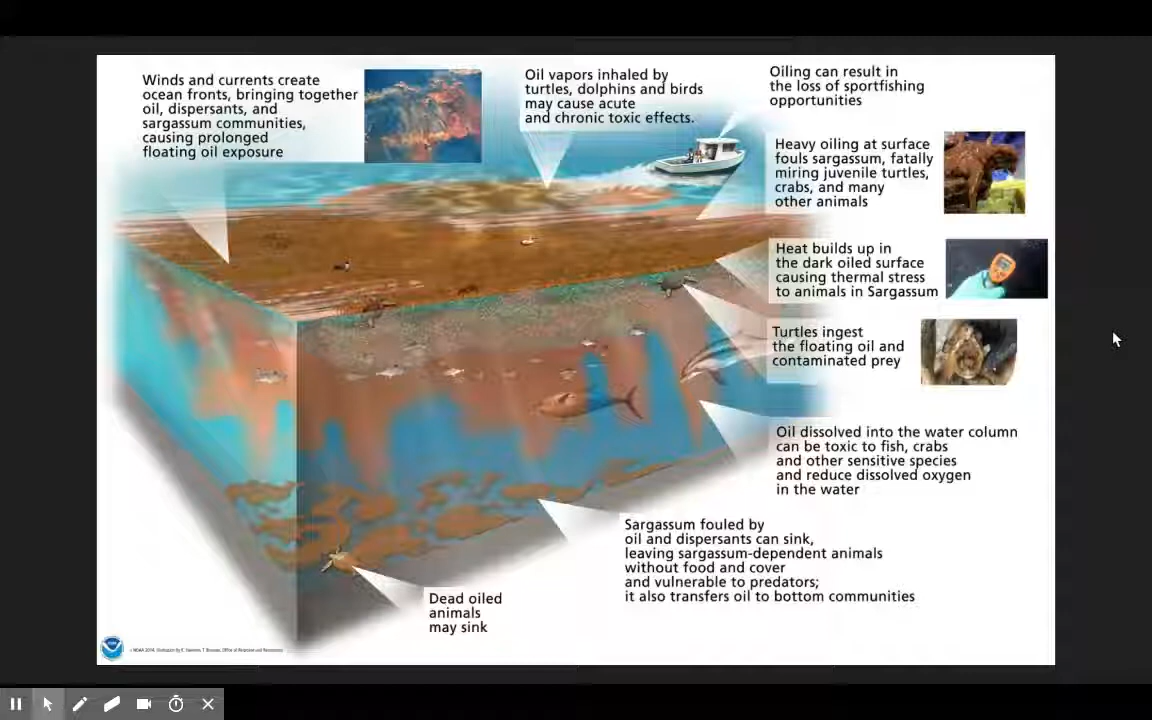 Winds and currents create
ocean fronts, bringing together
oil, dispersants, and
sargassum communities,
causing prolonged
floating oil exposure
Oil vapors inhaled by
turtles, dolphins and birds
may cause acute
and chronic toxic effects.
Oiling can result in
the loss of sportfishing
opportunities
Heavy oiling at surface
fouls sargassum, fatally
miring juvenile turtles,
crabs, and many
other animals
Heat builds up in
the dark oiled surface
causing thermal stress
to animals in Sargassum
Turtles ingest
the floating oil and
contaminated prey
Oil dissolved into the water column
can be toxic to fish, crabs
and other sensitive species
and reduce dissolved oxygen
in the water
Sargassum fouled by
oil and dispersants can sink,
leaving sargassum-dependent animals
without food and cover
and vulnerable to predators;
it also transfers oil to bottom communities
Dead oiled
animals
may sink